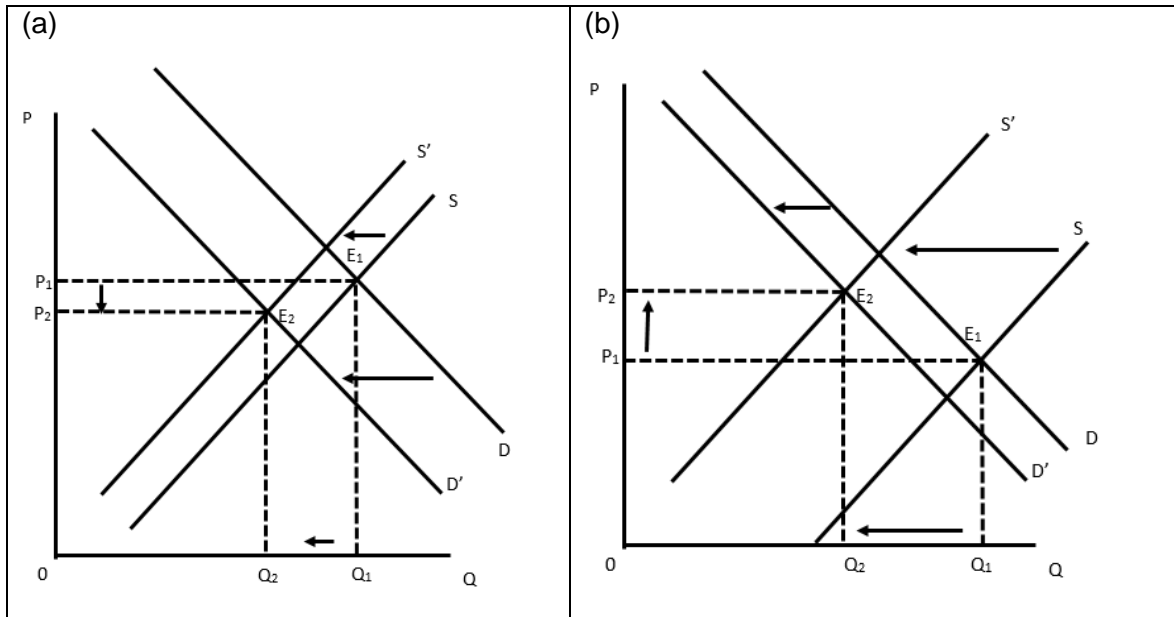 (a)
P
S'
S
E₁
P₁
P₂
E₂
D
D'
0
Q₂
Q₁
Q
(b)
P
S'
S
P₂
E₂
E₁
P₁
D
D'
0
Q₂
Q₁
Q